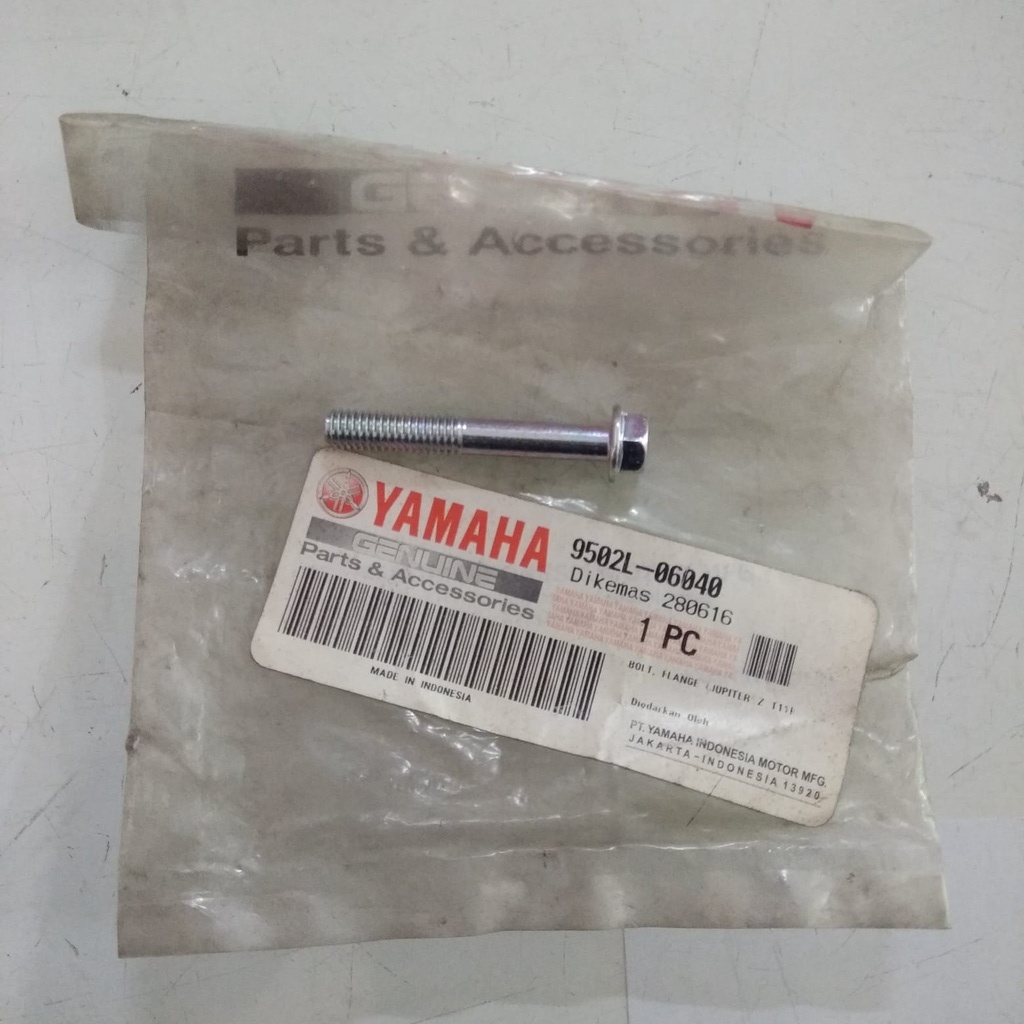 Parts & Accessories
YAMAHA
GENUINE
Parts & Accessories
MADE IN INDONESIA
9502L-06040
Dikemas 280616
1 PC
BOLT, FLANGE (JUPITER Z
Diedarkan Oleh
PT. YAMAHA INDONESIA MOTOR MFG.
JAKARTA-INDONESIA 13920